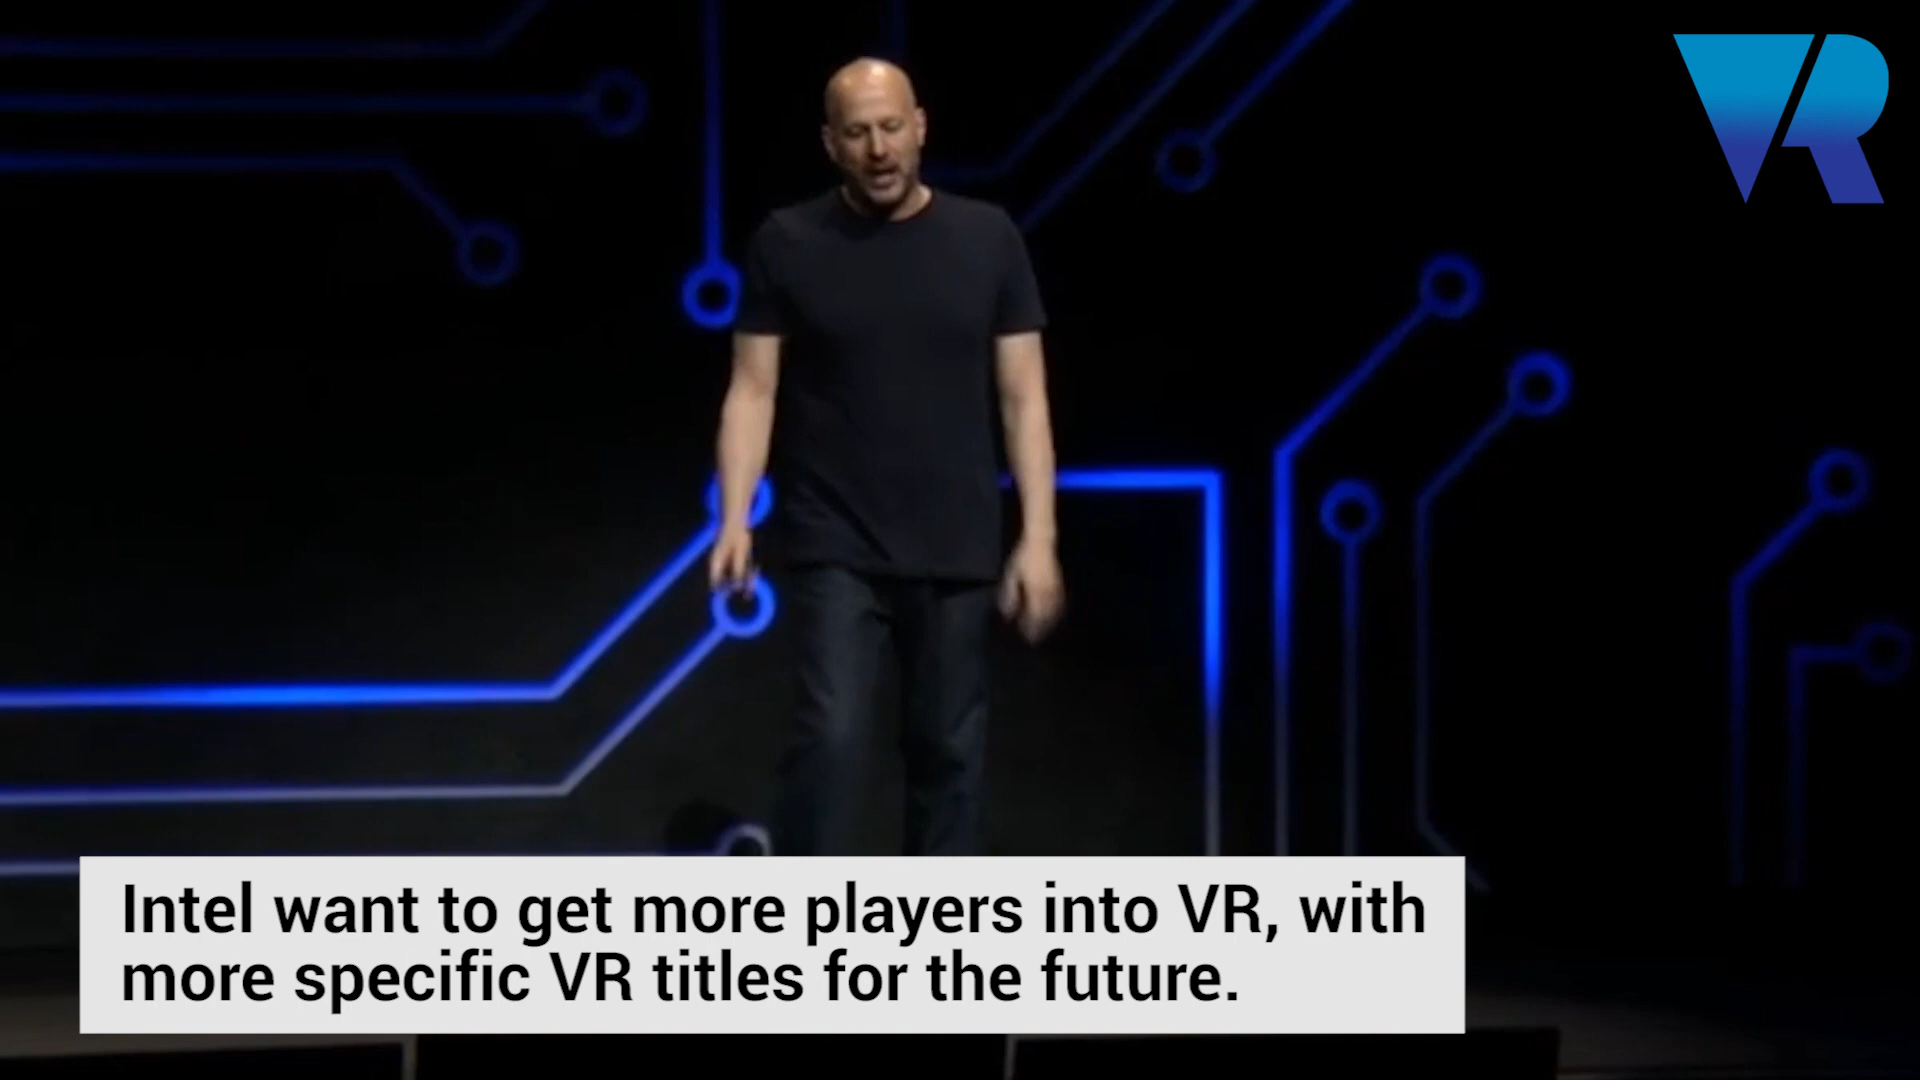 VR
Intel want to get more players into VR, with
more specific VR titles for the future.